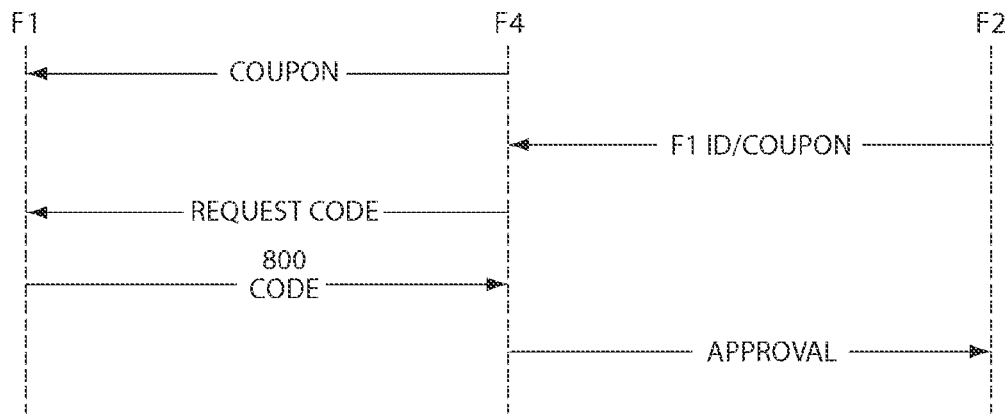 F1 F4 F2
COUPON
F1 ID/COUPON
REQUEST CODE
800
CODE
APPROVAL